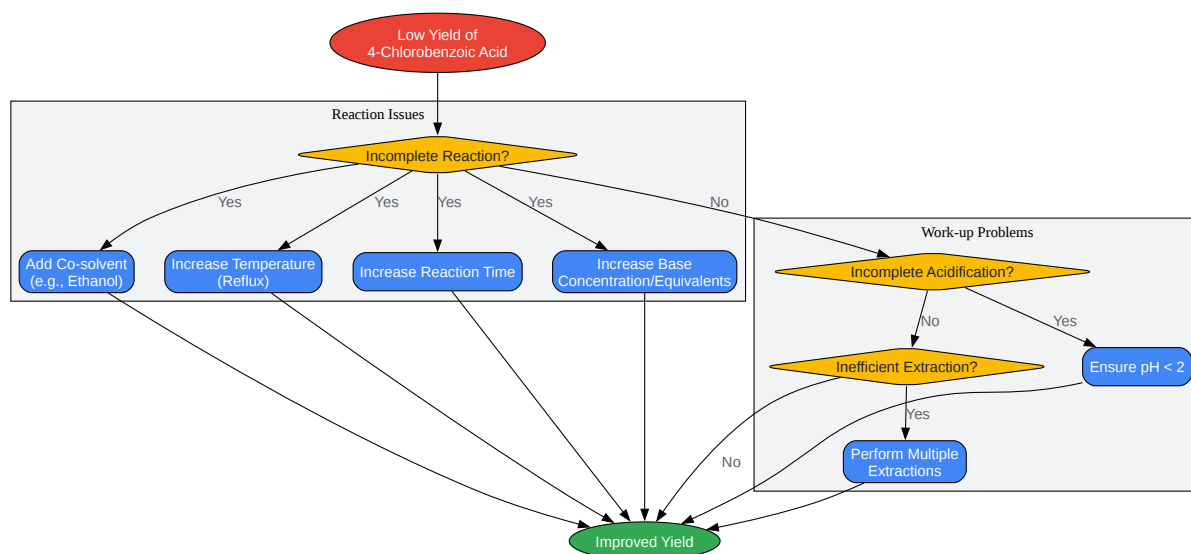 Low Yield of
4-Chlorobenzoic Acid
Reaction Issues
Incomplete Reaction?
Yes
Yes
Yes
Yes
No
Add Co-solvent
(e.g., Ethanol)
Increase Temperature
(Reflux)
Increase Reaction Time
Increase Base
Concentration/Equivalents
Work-up Problems
Incomplete Acidification?
No
Yes
Inefficient Extraction?
Ensure pH < 2
Yes
No
Perform Multiple
Extractions
Improved Yield